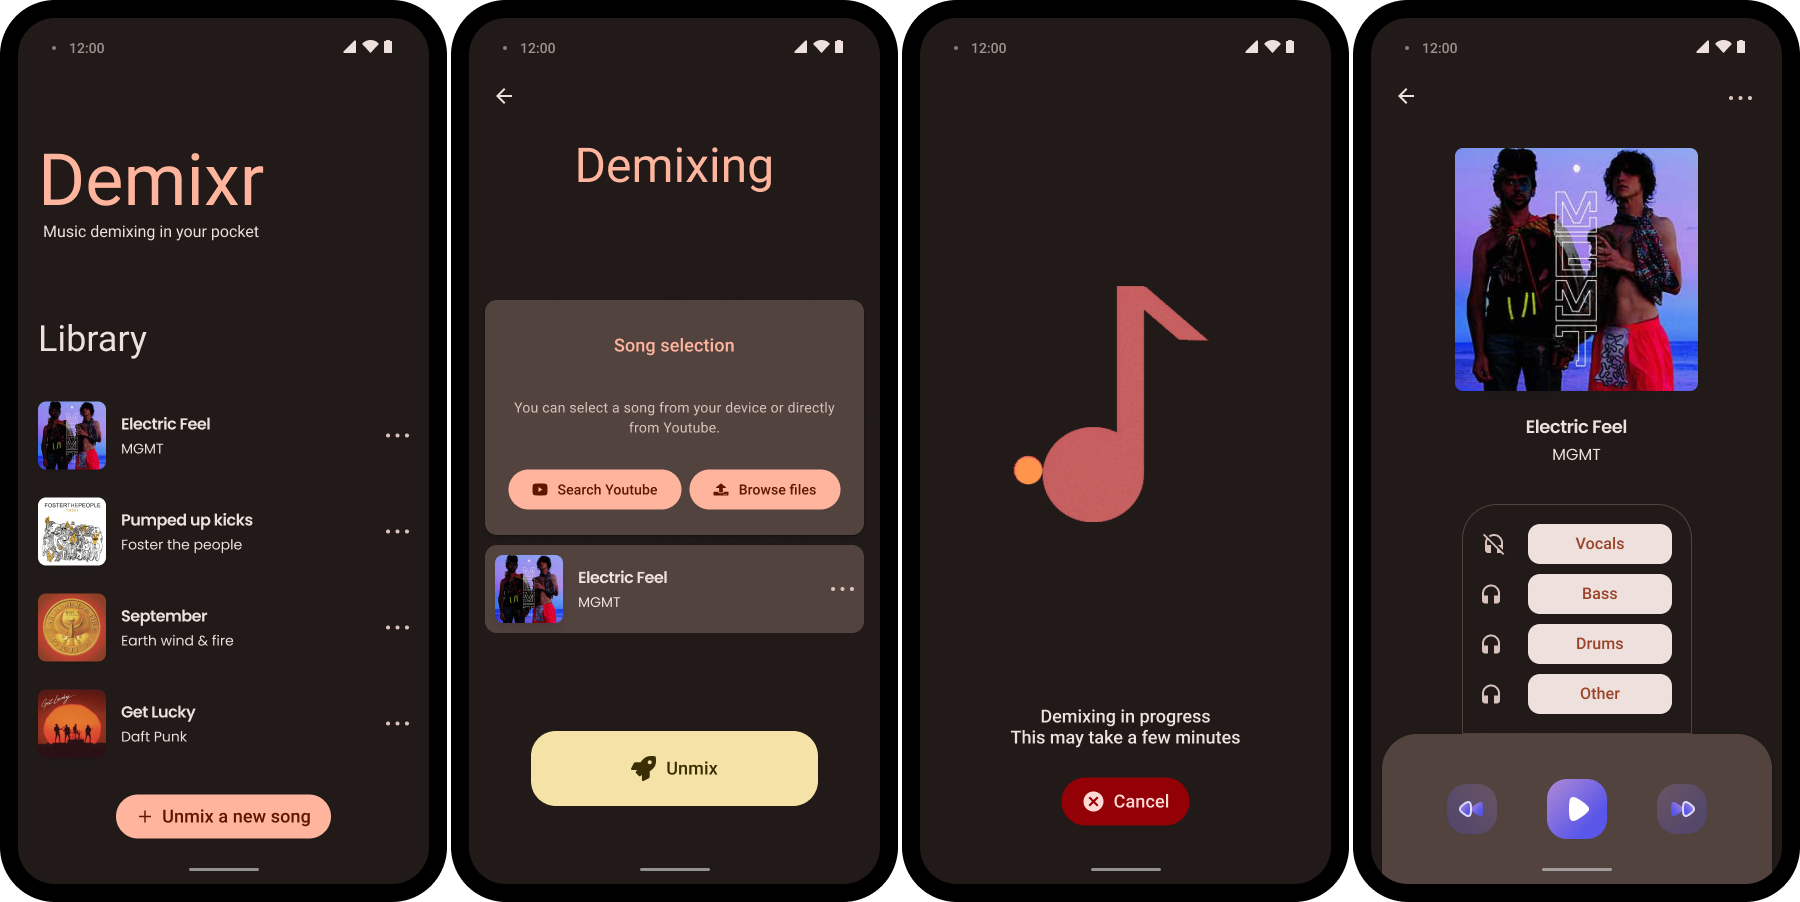 12:00
Demixr
Music demixing in your pocket
Library
Electric Feel
MGMT
FOSTERTHEPEOPLE
Pumped up kicks
Foster the people
September
Earth wind & fire
Get Lucky
Get Lucky
Daft Punk
+ Unmix a new song
12:00
Demixing
Song selection
You can select a song from your device or directly
from Youtube.
Search Youtube
Browse files
Electric Feel
MGMT
Unmix
12:00
Demixing in progress
This may take a few minutes
Cancel
12:00
MGMT
Electric Feel
MGMT
Vocals
Bass
Drums
Other